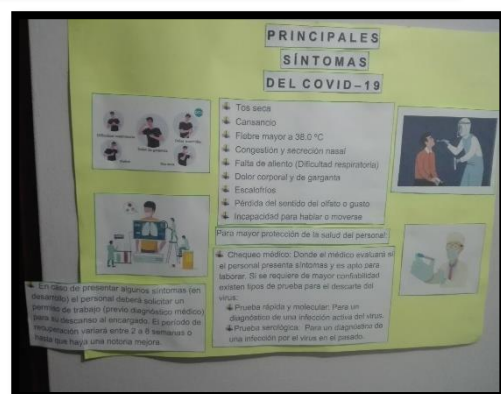 PRINCIPALES
SÍNTOMAS
DEL COVID-19
Tos seca
Cansancio
Fiebre mayor a 38.0 ºC
Congestión y secreción nasal
Falta de aliento (Dificultad respiratoria)
Dolor corporal y de garganta
Escalofríos
Pérdida del sentido del olfato o gusto
Incapacidad para hablar o moverse
Para mayor protección de la salud del personal:
Chequeo médico: Donde el médico evaluará si
el personal presenta síntomas y es apto para
laborar. Si se requiere de mayor confiabilidad
existen tipos de prueba para el descarte del
virus.
Prueba rápida y molecular: Para un
diagnóstico de una infección activa del virus.
Prueba serológica: Para un diagnóstico de
una infección por el virus en el pasado.
En caso de presentar algunos síntomas (en
desarrollo) el personal deberá solicitar un
permiso de trabajo (previo diagnóstico médico)
para su descanso al encargado. El período de
recuperación variará entre 2 a 6 semanas o
hasta que haya una notoria mejora.